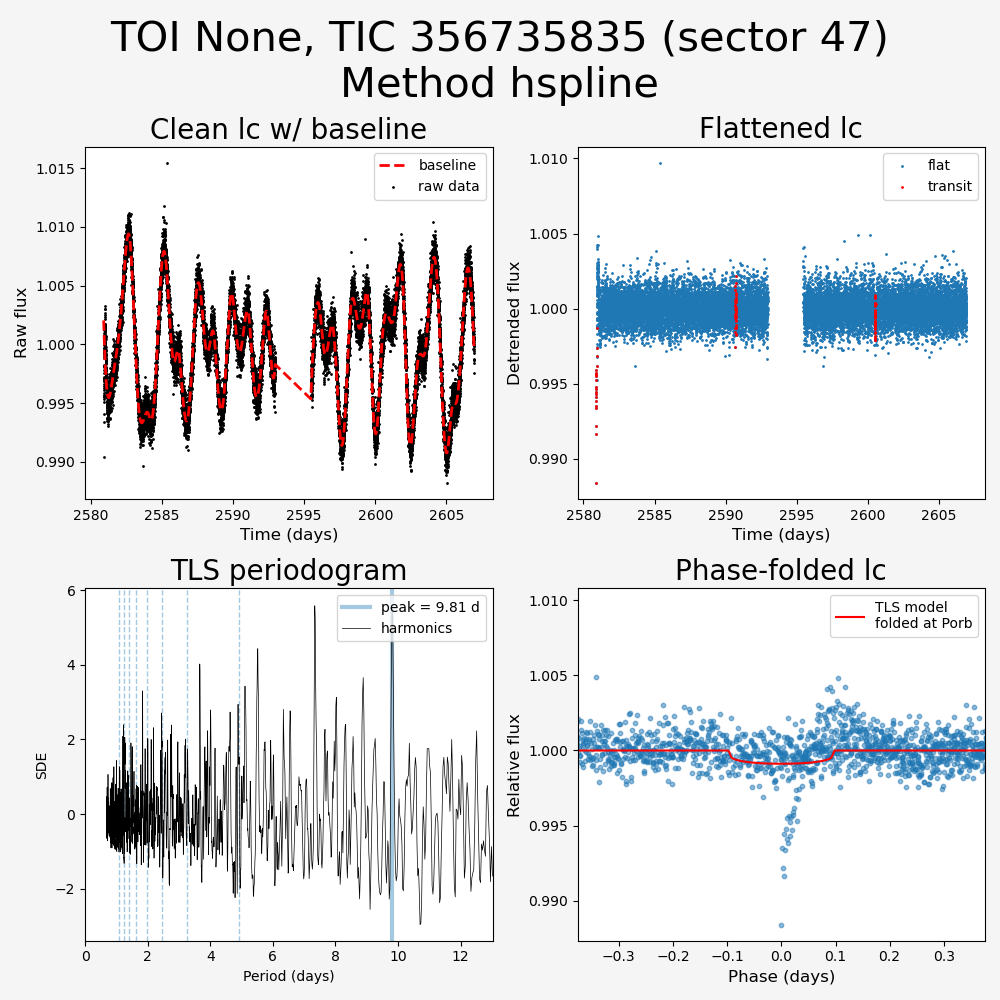 TOI None, TIC 356735835 (sector 47)
Method hspline
Clean lc w/ baseline
Raw flux
1.015
1.010
1.005
1.000
0.995
0.990
baseline
raw data
2580
2585
2590
2595
2600
2605
Time (days)
Flattened lc
Detrended flux
1.010
1.005
1.000
0.995
0.990
flat
transit
2580
2585
2590
2595
2600
2605
Time (days)
TLS periodogram
SDE
6
4
2
0
−2
peak = 9.81 d
harmonics
0
2
4
6
8
10
12
Period (days)
Phase-folded lc
Relative flux
1.010
1.005
1.000
0.995
0.990
TLS model
folded at Porb
−0.3
−0.2
−0.1
0.0
0.1
0.2
0.3
Phase (days)